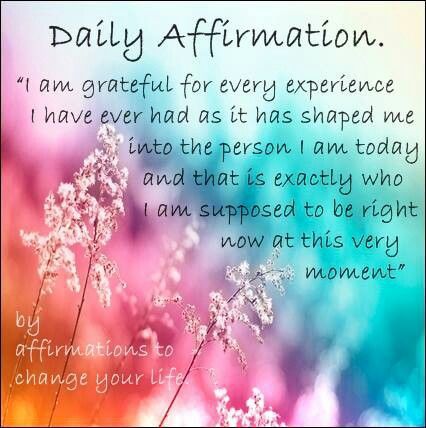 Daily Affirmation.
"I am grateful for every experience
I have ever had as it has shaped me
into the person I am today
and that is exactly who
I am supposed to be right
now at this very
moment"
by
affirmations to
change your life.